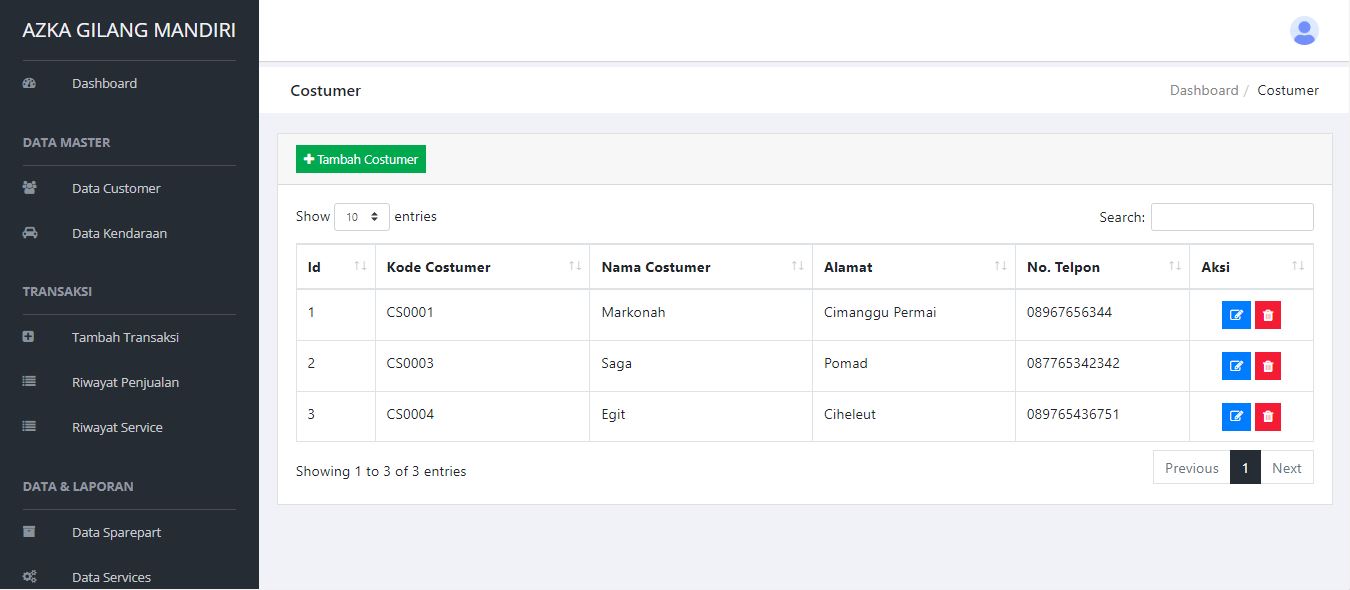 AZKA GILANG MANDIRI
Dashboard
DATA MASTER
Data Customer
Data Kendaraan
TRANSAKSI
Tambah Transaksi
Riwayat Penjualan
Riwayat Service
DATA & LAPORAN
Data Sparepart
Data Services
Costumer
Dashboard / Costumer
Tambah Costumer
Show 10 entries
Search:
Id Kode Costumer Nama Costumer Alamat No. Telpon Aksi
1 CS0001 Markonah Cimanggu Permai 08967656344
2 CS0003 Saga Pomad 087765342342
3 CS0004 Egit Ciheleut 089765436751
Showing 1 to 3 of 3 entries
Previous 1 Next